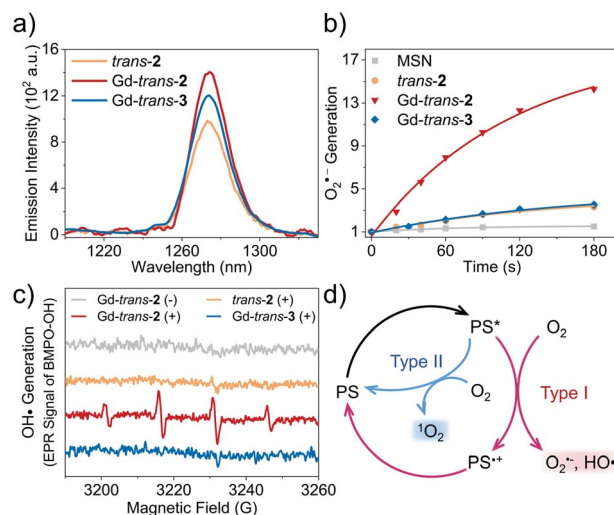 a)
trans-2
Gd-trans-2
Gd-trans-3
Emission Intensity (10² a.u.)
16
12
8
4
0
1220 1260 1300
Wavelength (nm)
b)
MSN
trans-2
Gd-trans-2
Gd-trans-3
O₂•⁻ Generation
17
13
9
5
1
0 60 120 180
Time (s)
c)
Gd-trans-2 (-) trans-2 (+)
Gd-trans-2 (+) Gd-trans-3 (+)
OH• Generation
(EPR Signal of BMPO-OH)
3200 3220 3240 3260
Magnetic Field (G)
d)
PS* O₂
Type II
PS O₂ Type I
¹O₂
PS•⁺ O₂•⁻, HO•